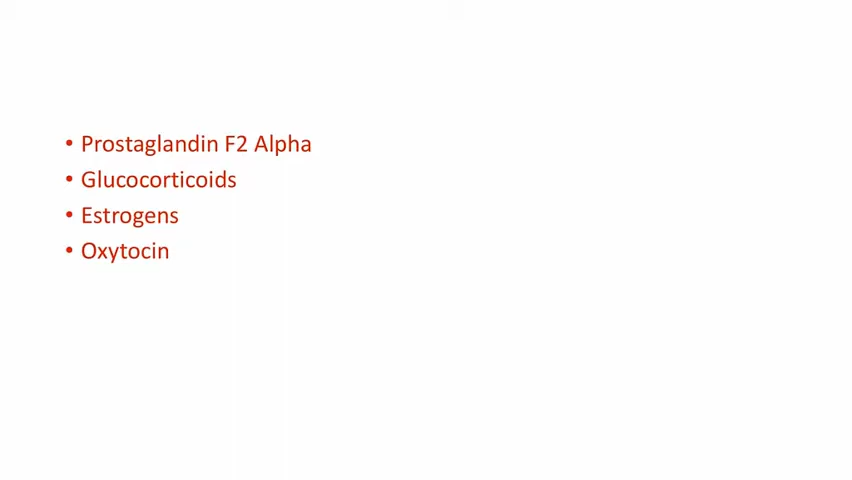 • Prostaglandin F2 Alpha
• Glucocorticoids
• Estrogens
• Oxytocin